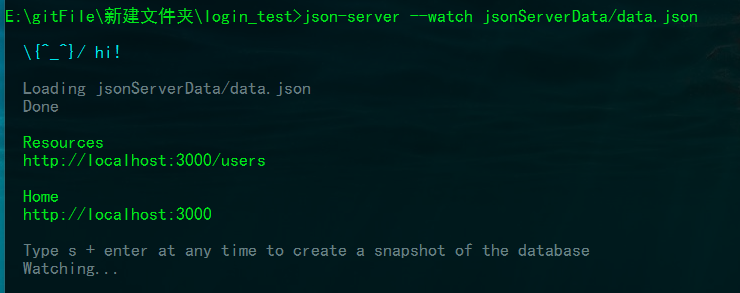 E:\gitFile\新建文件夹\login_test>json-server --watch jsonServerData/data.json
\{^_^}/ hi!
Loading jsonServerData/data.json
Done
Resources
http://localhost:3000/users
Home
http://localhost:3000
Type s + enter at any time to create a snapshot of the database
Watching...